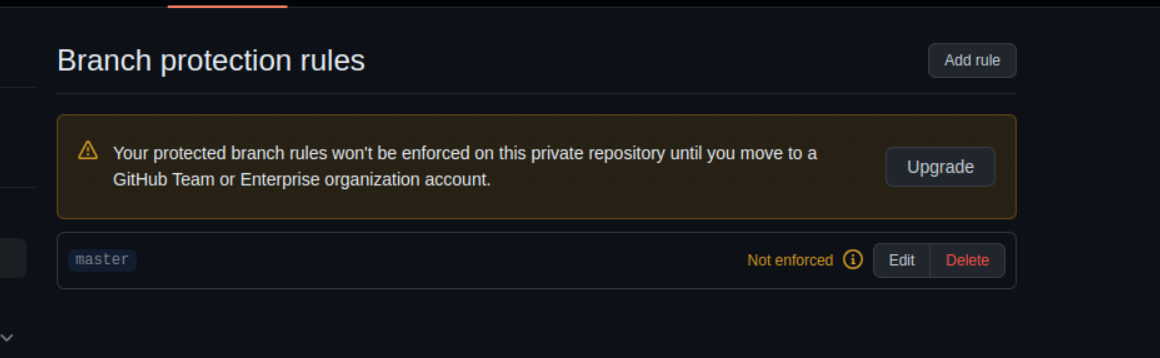 Branch protection rules
Add rule
Your protected branch rules won't be enforced on this private repository until you move to a
GitHub Team or Enterprise organization account.
Upgrade
master
Not enforced
Edit
Delete